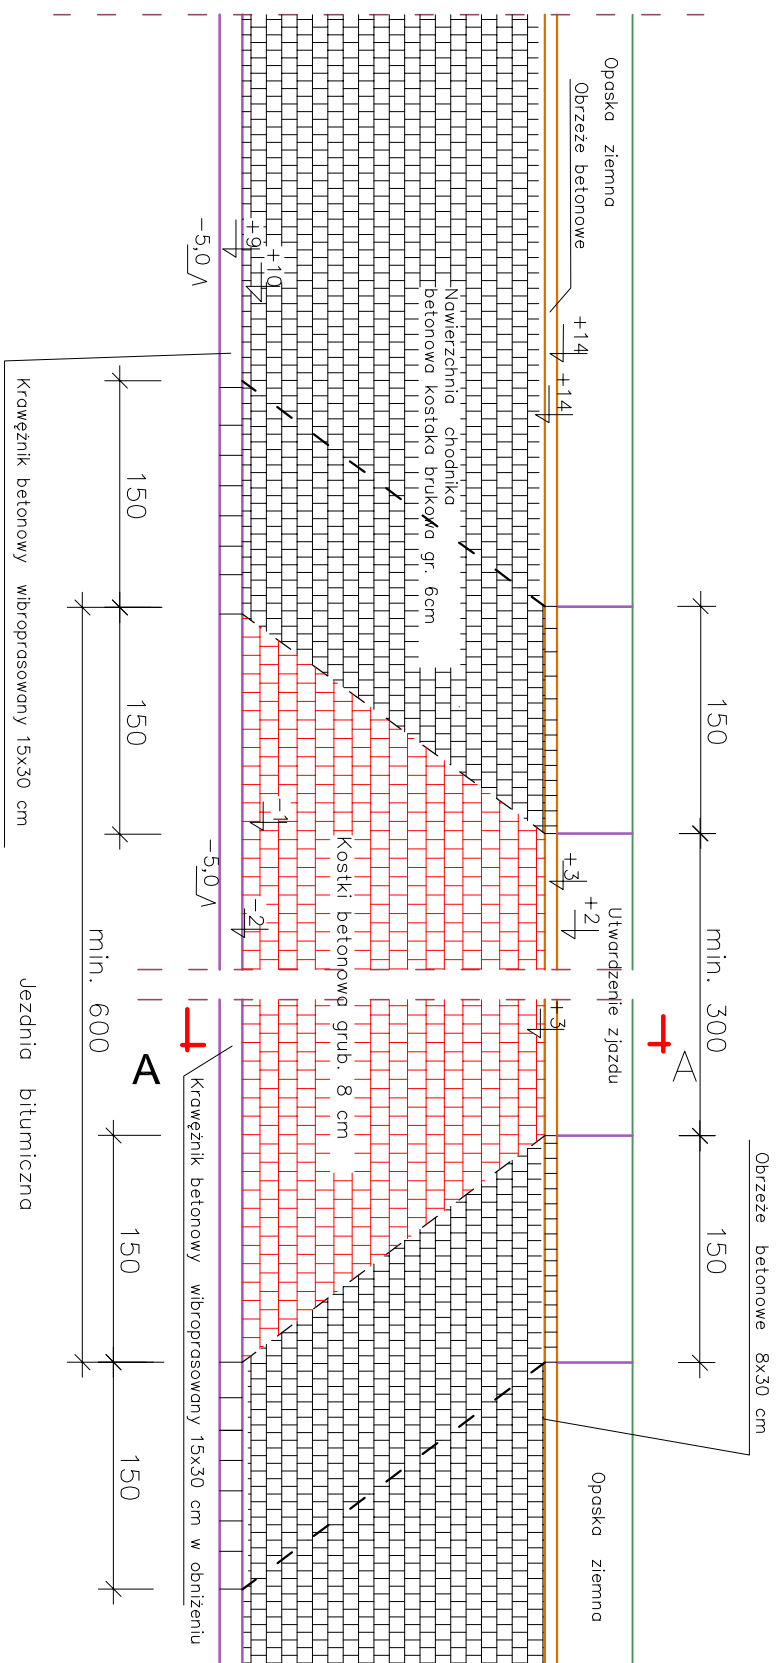 Obrzeże betonowe 8x30 cm
150
min. 300
150
A
Opaska ziemna
Obrzeże betonowe
Utwardzenie zjazdu
Opaska ziemna
+14
+14
+3
+2
+3
Nawierzchnia chodnika
betonowa kostaka brukowa gr. 6cm
Kostki betonowa grub. 8 cm
+10
+9
-1
-2
-5,0
-5,0
Krawężnik betonowy wibroprasowany 15x30 cm w obniżeniu
A
150
150
150
150
min. 600
Krawężnik betonowy wibroprasowany 15x30 cm
Jezdnia bitumiczna